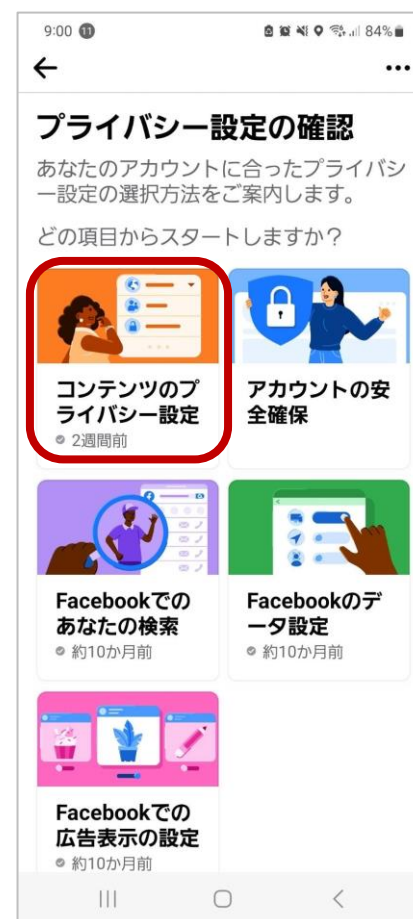 9:00 11 84%
プライバシー設定の確認
あなたのアカウントに合ったプライバシ
ー設定の選択方法をご案内します。
どの項目からスタートしますか？
コンテンツのプ
ライバシー設定
2週間前
アカウントの安
全確保
Facebookでの
あなたの検索
約10か月前
Facebookのデ
ータ設定
約10か月前
Facebookでの
広告表示の設定
約10か月前